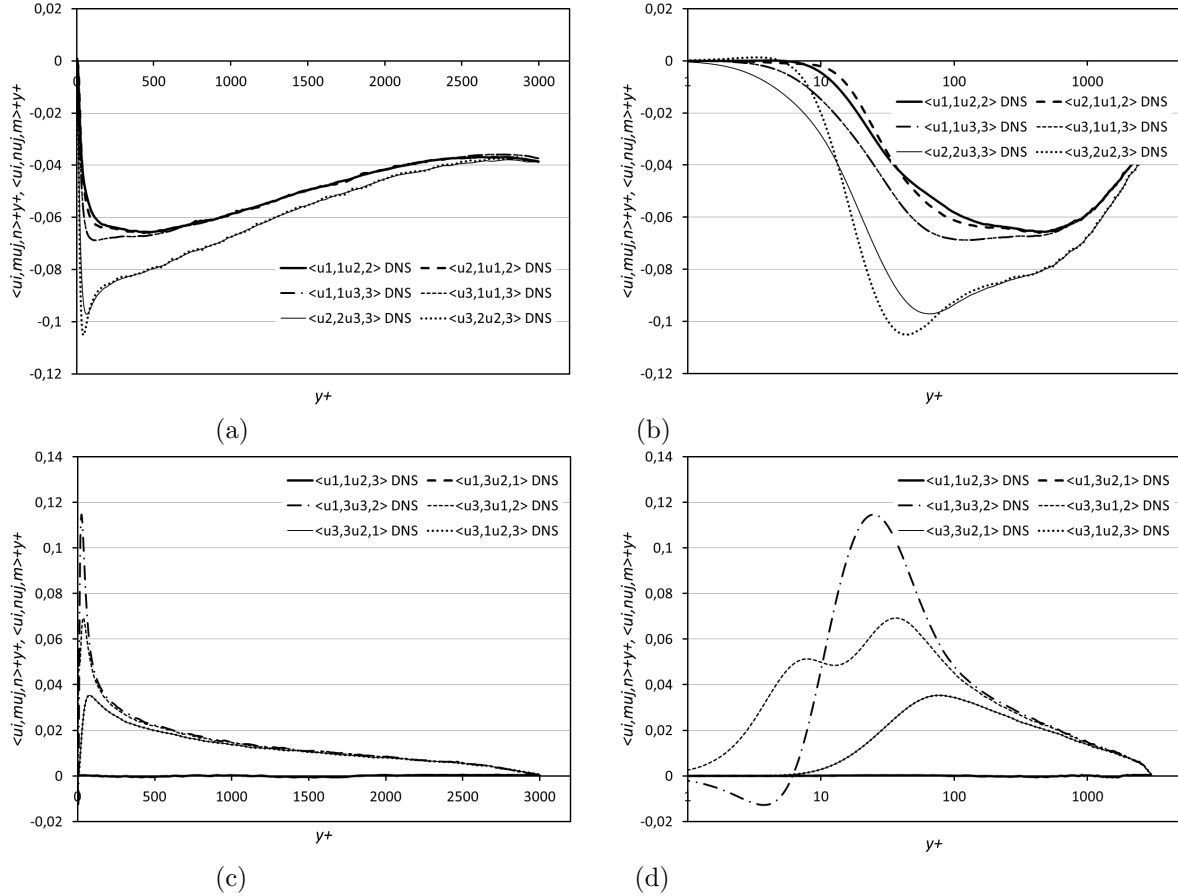 0,02
0
-0,02
-0,04
-0,06
-0,08
-0,1
-0,12
0 500 1000 1500 2000 2500 3000
<ui,muj,n>+y+, <ui,nuj,m>+y+
<u1,1u2,2> DNS <u2,1u1,2> DNS
<u1,1u3,3> DNS <u3,1u1,3> DNS
<u2,2u3,3> DNS <u3,2u2,3> DNS
y+
(a)
0,02
0
-0,02
-0,04
-0,06
-0,08
-0,1
-0,12
1 10 100 1000
<ui,muj,n>+y+, <ui,nuj,m>+y+
<u1,1u2,2> DNS <u2,1u1,2> DNS
<u1,1u3,3> DNS <u3,1u1,3> DNS
<u2,2u3,3> DNS <u3,2u2,3> DNS
y+
(b)
0,14
0,12
0,1
0,08
0,06
0,04
0,02
0
-0,02
0 500 1000 1500 2000 2500 3000
<ui,muj,n>+y+, <ui,nuj,m>+y+
<u1,1u2,3> DNS <u1,3u2,1> DNS
<u1,3u3,2> DNS <u3,3u1,2> DNS
<u3,3u2,1> DNS <u3,1u2,3> DNS
y+
(c)
0,14
0,12
0,1
0,08
0,06
0,04
0,02
0
-0,02
1 10 100 1000
<ui,muj,n>+y+, <ui,nuj,m>+y+
<u1,1u2,3> DNS <u1,3u2,1> DNS
<u1,3u3,2> DNS <u3,3u1,2> DNS
<u3,3u2,1> DNS <u3,1u2,3> DNS
y+
(d)